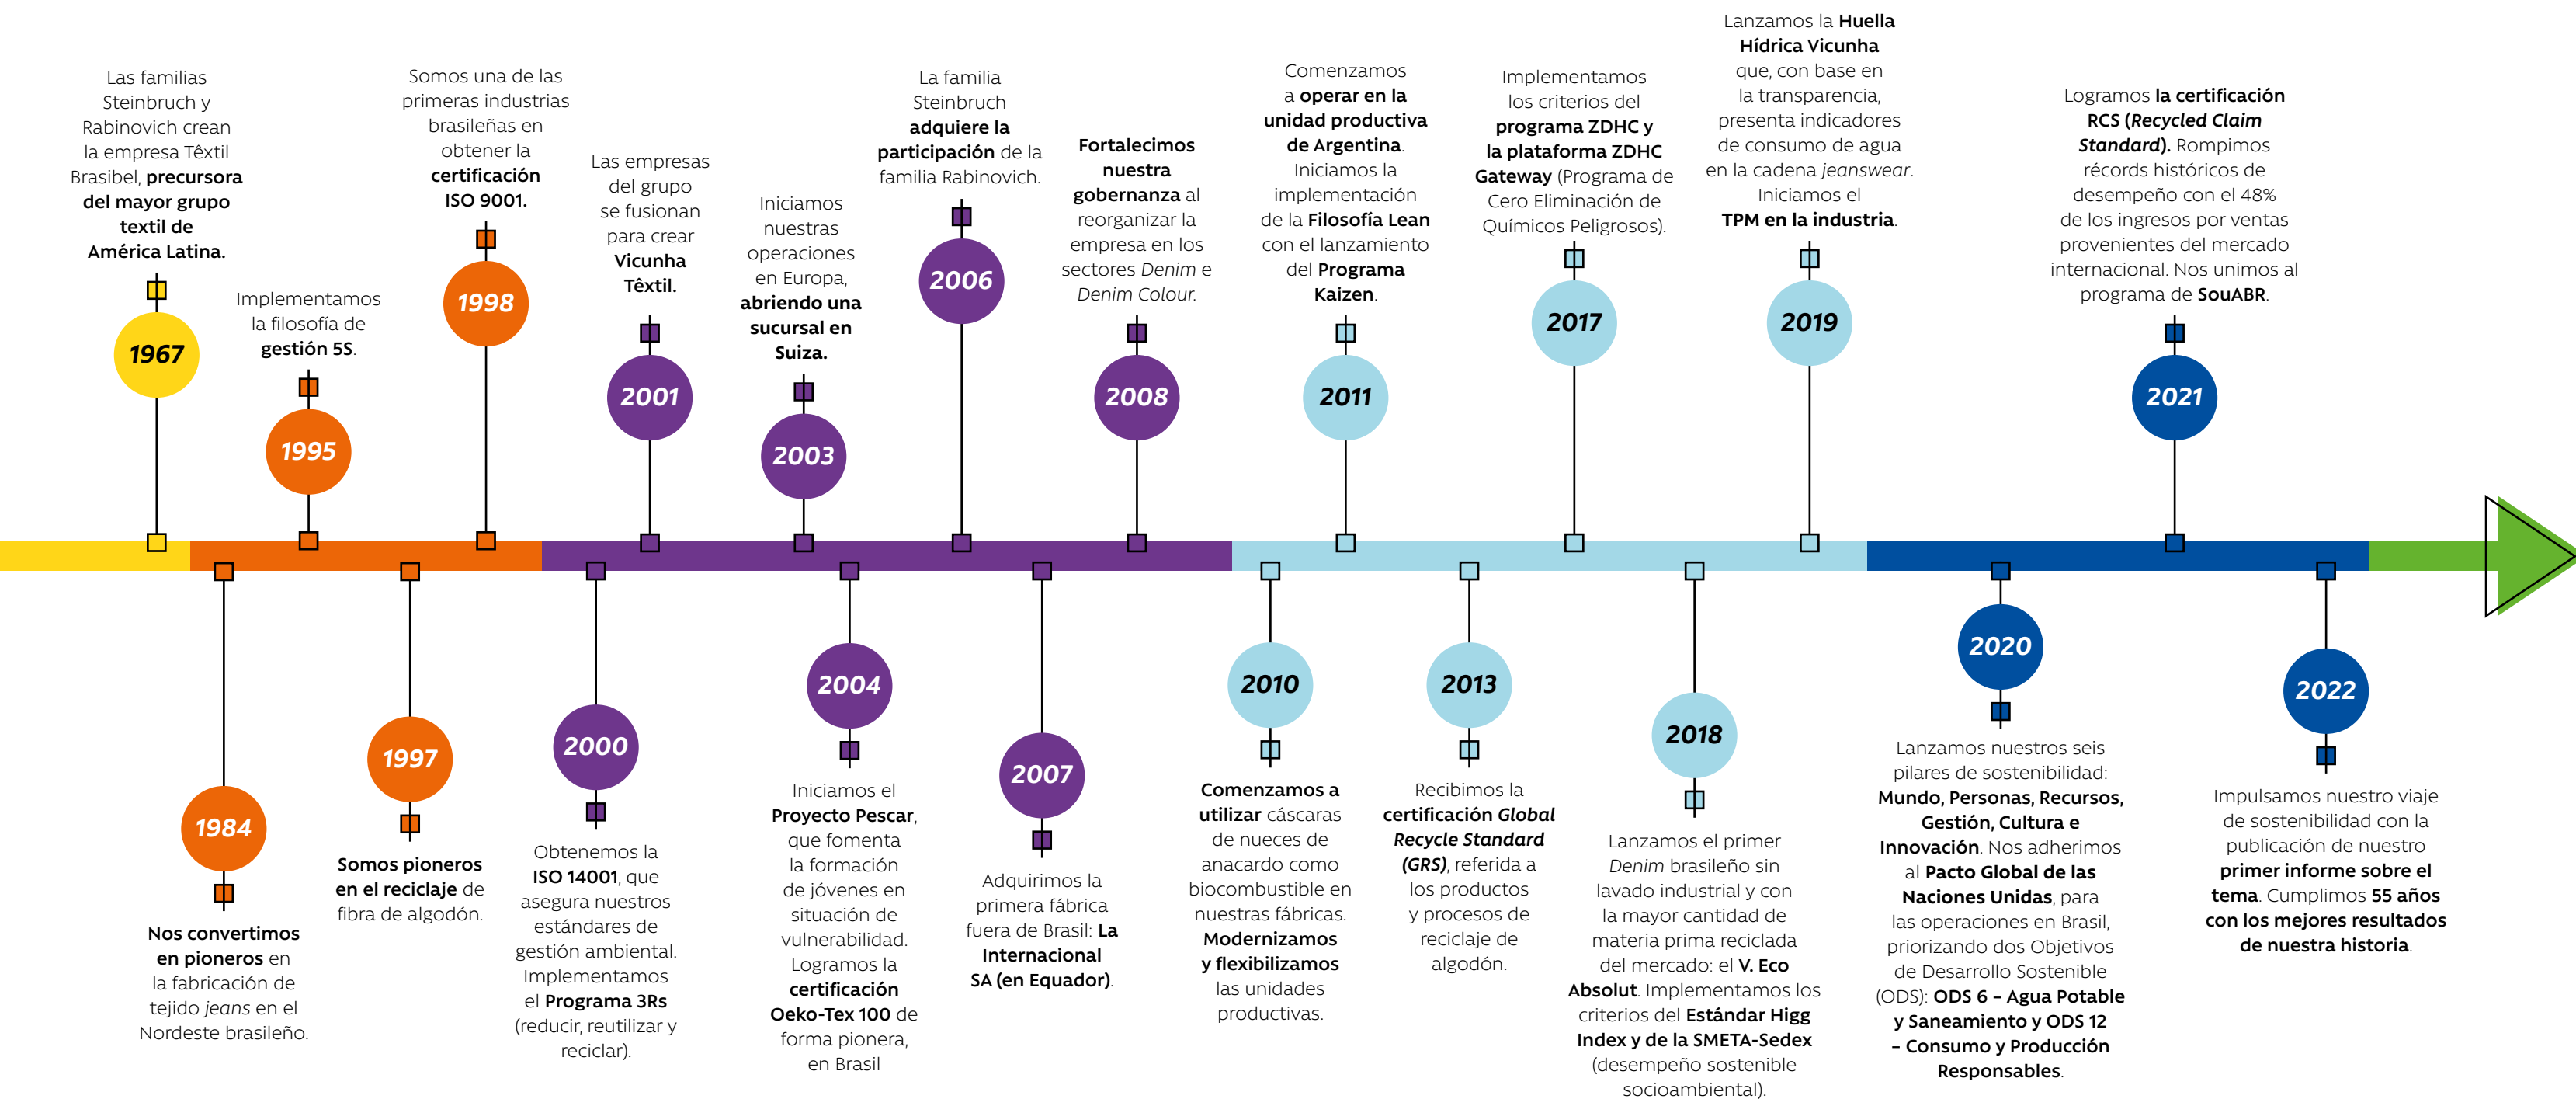 Las familias
Steinbruch y
Rabinovich crean
la empresa Têxtil
Brasibel, precursora
del mayor grupo
textil de
América Latina.
1967
Nos convertimos
en pioneros en
la fabricación de
tejido jeans en el
Nordeste brasileño.
1984
Implementamos
la filosofía de
gestión 5S.
1995
1997
Somos pioneros
en el reciclaje de
fibra de algodón.
Somos una de las
primeras industrias
brasileñas en
obtener la
certificación
ISO 9001.
1998
2000
Obtenemos la
ISO 14001, que
asegura nuestros
estándares de
gestión ambiental.
Implementamos
el Programa 3Rs
(reducir, reutilizar y
reciclar).
Las empresas
del grupo
se fusionan
para crear
Vicunha
Têxtil.
2001
Iniciamos
nuestras
operaciones
en Europa,
abriendo una
sucursal en
Suiza.
2003
2004
Iniciamos el
Proyecto Pescar,
que fomenta
la formación
de jóvenes en
situación de
vulnerabilidad.
Logramos la
certificación
Oeko-Tex 100 de
forma pionera,
en Brasil
La familia
Steinbruch
adquiere la
participación de la
familia Rabinovich.
2006
2007
Adquirimos la
primera fábrica
fuera de Brasil: La
Internacional
SA (en Equador).
Fortalecimos
nuestra
gobernanza al
reorganizar la
empresa en los
sectores Denim e
Denim Colour.
2008
2010
Comenzamos a
utilizar cáscaras
de nueces de
anacardo como
biocombustible en
nuestras fábricas.
Modernizamos
y flexibilizamos
las unidades
productivas.
Comenzamos
a operar en la
unidad productiva
de Argentina.
Iniciamos la
implementación
de la Filosofía Lean
con el lanzamiento
del Programa
Kaizen.
2011
2013
Recibimos la
certificación Global
Recycle Standard
(GRS), referida a
los productos
y procesos de
reciclaje de
algodón.
Implementamos
los criterios del
programa ZDHC y
la plataforma ZDHC
Gateway (Programa de
Cero Eliminación de
Químicos Peligrosos).
2017
2018
Lanzamos el primer
Denim brasileño sin
lavado industrial y con
la mayor cantidad de
materia prima reciclada
del mercado: el V. Eco
Absolut. Implementamos los
criterios del Estándar Higg
Index y de la SMETA-Sedex
(desempeño sostenible
socioambiental).
Lanzamos la Huella
Hídrica Vicunha
que, con base en
la transparencia,
presenta indicadores
de consumo de agua
en la cadena jeanswear.
Iniciamos el
TPM en la industria.
2019
2020
Lanzamos nuestros seis
pilares de sostenibilidad:
Mundo, Personas, Recursos,
Gestión, Cultura e
Innovación. Nos adherimos
al Pacto Global de las
Naciones Unidas, para
las operaciones en Brasil,
priorizando dos Objetivos
de Desarrollo Sostenible
(ODS): ODS 6 – Agua Potable
y Saneamiento y ODS 12
– Consumo y Producción
Responsables.
Logramos la certificación
RCS (Recycled Claim
Standard). Rompimos
récords históricos de
desempeño con el 48%
de los ingresos por ventas
provenientes del mercado
internacional. Nos unimos al
programa de SouABR.
2021
2022
Impulsamos nuestro viaje
de sostenibilidad con la
publicación de nuestro
primer informe sobre el
tema. Cumplimos 55 años
con los mejores resultados
de nuestra historia.